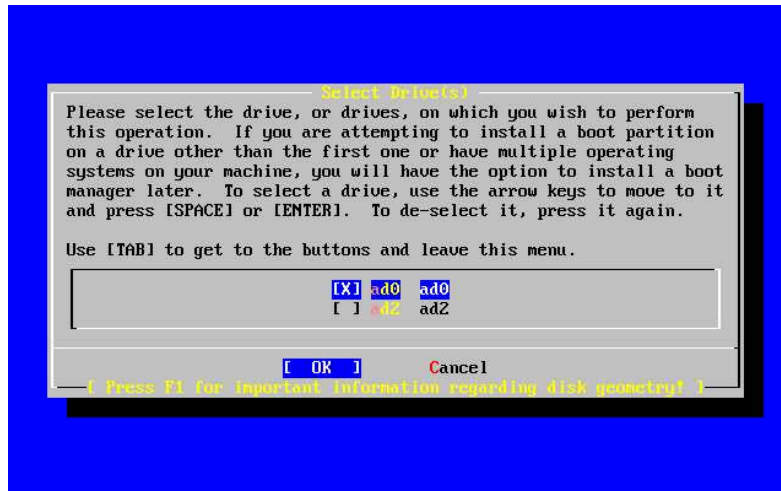 Select Drive(s)
Please select the drive, or drives, on which you wish to perform
this operation.  If you are attempting to install a boot partition
on a drive other than the first one or have multiple operating
systems on your machine, you will have the option to install a boot
manager later.  To select a drive, use the arrow keys to move to it
and press [SPACE] or [ENTER].  To de-select it, press it again.
Use [TAB] to get to the buttons and leave this menu.
[X] ad0 ad0
[ ] ad2 ad2
[ OK ] Cancel
[ Press F1 for important information regarding disk geometry! ]